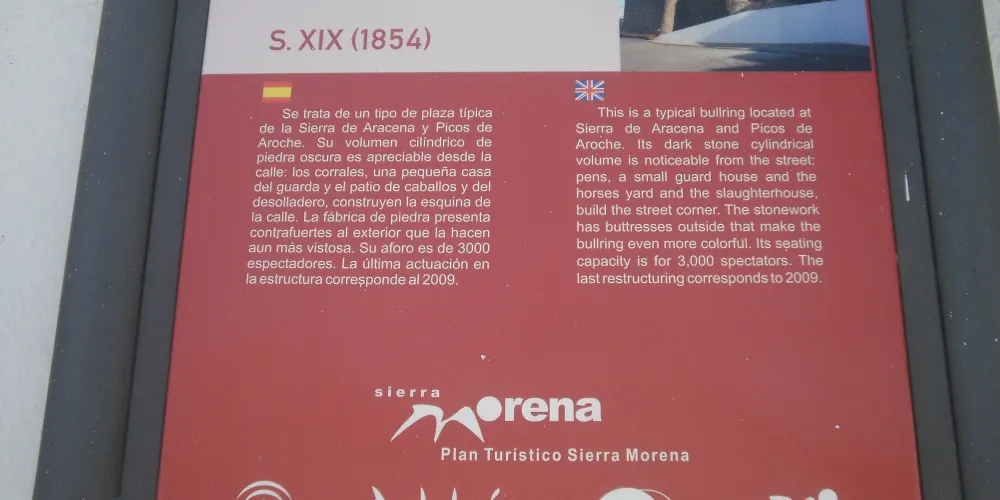 S. XIX (1854)
Se trata de un tipo de plaza típica
de la Sierra de Aracena y Picos de
Aroche. Su volumen cilíndrico de
piedra oscura es apreciable desde la
calle: los corrales, una pequeña casa
del guarda y el patio de caballos y del
desolladero, construyen la esquina de
la calle. La fábrica de piedra presenta
contrafuertes al exterior que la hacen
aun más vistosa. Su aforo es de 3000
espectadores. La última actuación en
la estructura corresponde al 2009.
This is a typical bullring located at
Sierra de Aracena and Picos de
Aroche. Its dark stone cylindrical
volume is noticeable from the street:
pens, a small guard house and the
horses yard and the slaughterhouse,
build the street corner. The stonework
has buttresses outside that make the
bullring even more colorful. Its seating
capacity is for 3,000 spectators. The
last restructuring corresponds to 2009.
sierra
morena
Plan Turístico Sierra Morena